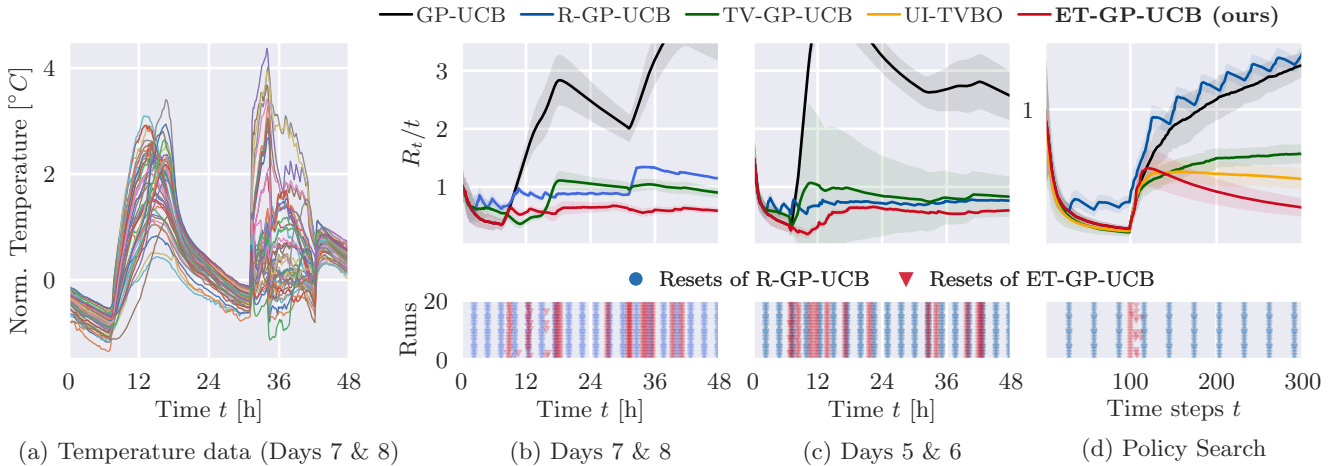 GP-UCB R-GP-UCB TV-GP-UCB UI-TVBO ET-GP-UCB (ours)
Norm. Temperature [°C]
4
2
0
0 12 24 36 48
Time t [h]
(a) Temperature data (Days 7 & 8)
R_t/t
3
2
1
20
0
Runs
0 12 24 36 48
Time t [h]
(b) Days 7 & 8
Resets of R-GP-UCB Resets of ET-GP-UCB
0 12 24 36 48
Time t [h]
(c) Days 5 & 6
1
100 200 300
Time steps t
(d) Policy Search